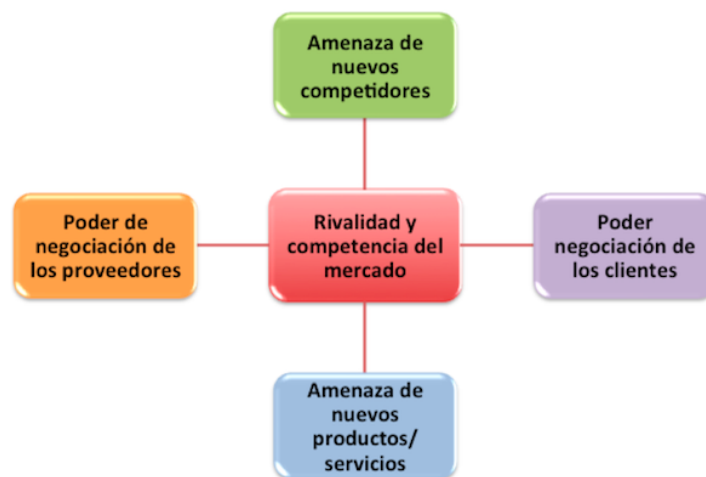 Amenaza de
nuevos
competidores
Poder de
negociación de
los proveedores
Rivalidad y
competencia del
mercado
Poder
negociación de
los clientes
Amenaza de
nuevos
productos/
servicios